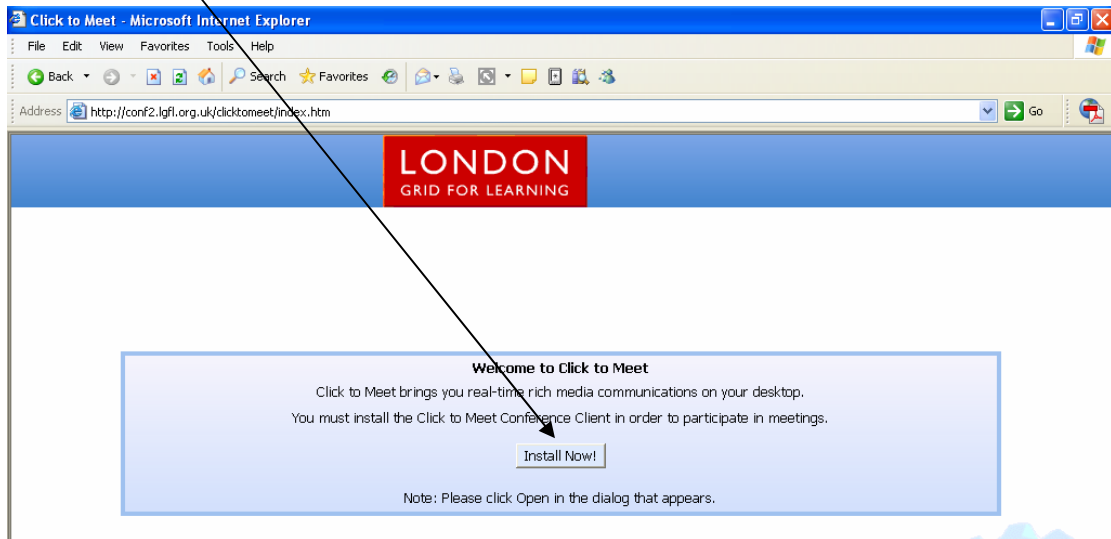 Click to Meet - Microsoft Internet Explorer
File Edit View Favorites Tools Help
Back Search Favorites
Address http://conf2.lgfl.org.uk/clicktomeet/index.htm Go
LONDON
GRID FOR LEARNING
Welcome to Click to Meet
Click to Meet brings you real-time rich media communications on your desktop.
You must install the Click to Meet Conference Client in order to participate in meetings.
Install Now!
Note: Please click Open in the dialog that appears.